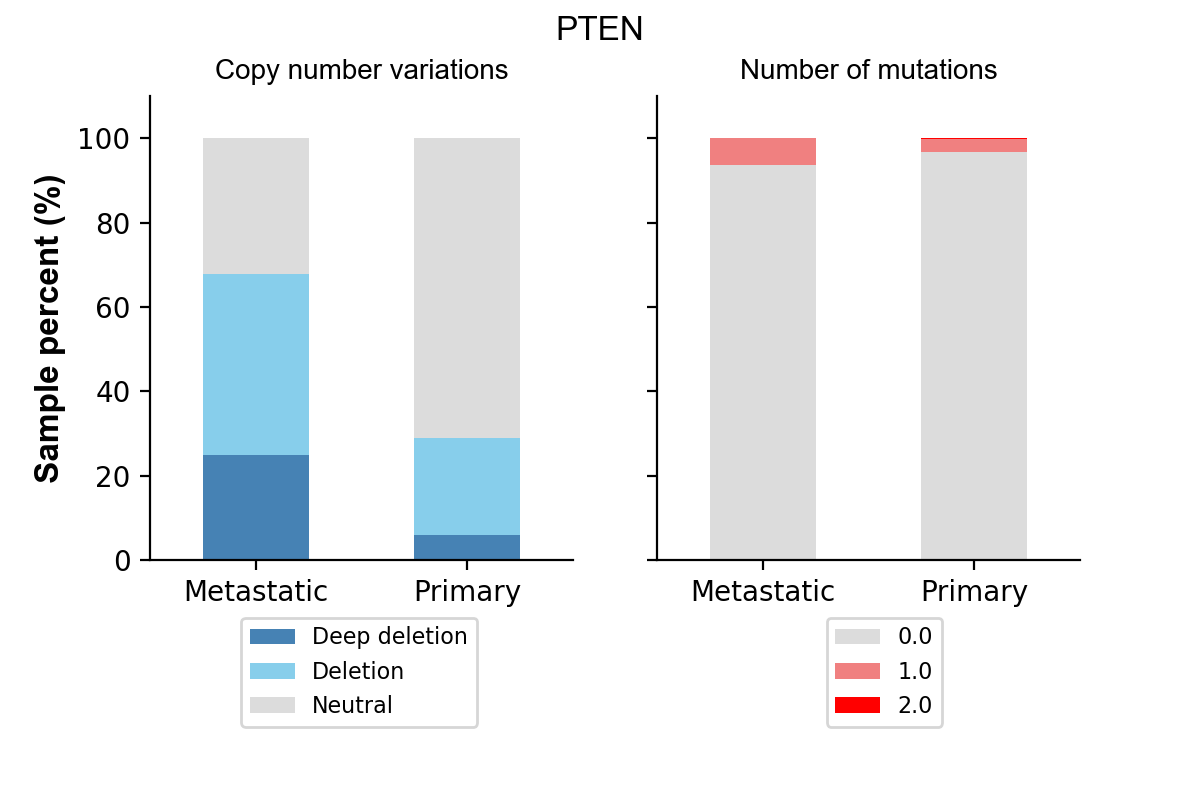 PTEN
Copy number variations
Number of mutations
Sample percent (%)
100
80
60
40
20
0
Metastatic Primary
Metastatic Primary
Deep deletion
Deletion
Neutral
0.0
1.0
2.0